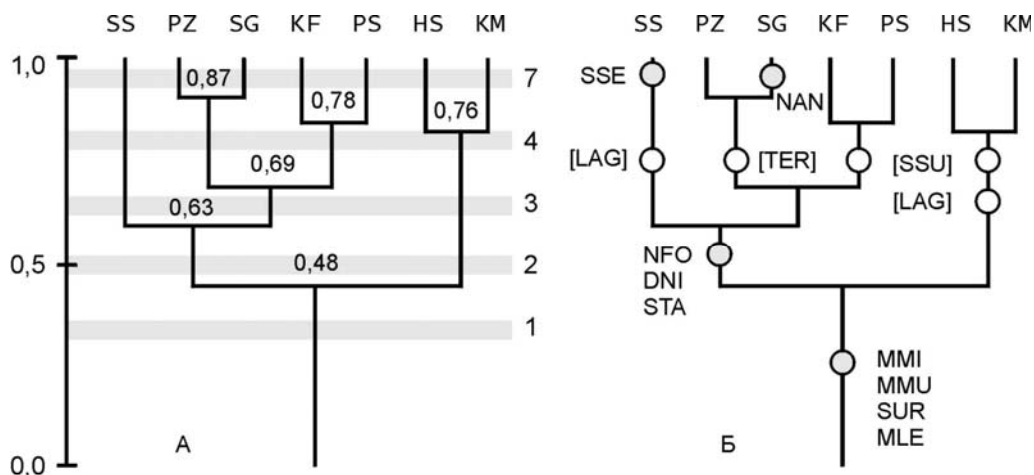 SS PZ SG KF PS HS KM SS PZ SG KF PS HS KM
1,0 0,87 0,78 0,76 7 SSE NAN
4 [LAG] [TER] [SSU]
0,69
0,63 3 [LAG]
0,5 0,48 2 NFO
DNI
STA
1
MMI
MMU
SUR
MLE
0,0 А Б